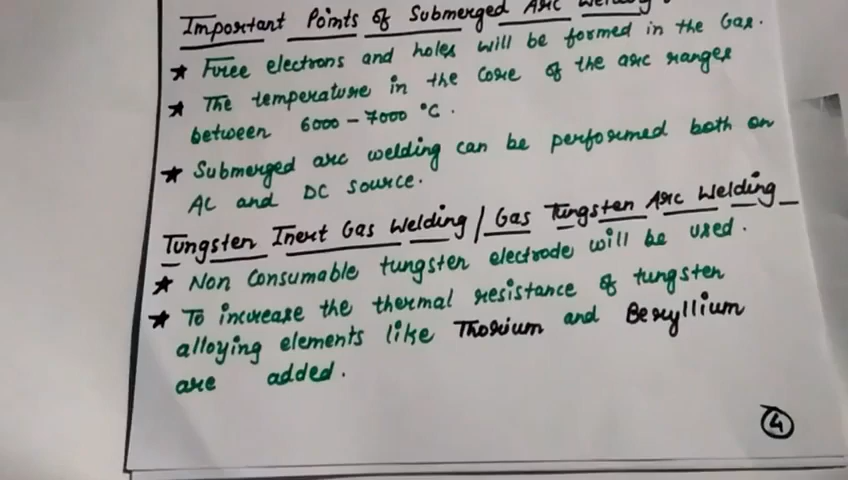 Important Points of Submerged Arc Welding.
★ Free electrons and holes will be formed in the Gas.
★ The temperature in the core of the arc ranges
between 6000 - 7000 °C.
★ Submerged arc welding can be performed both on
AC and DC source.
Tungsten Inert Gas Welding / Gas Tungsten Arc Welding
★ Non Consumable tungsten electrode will be used.
★ To increase the thermal resistance of tungsten
alloying elements like Thorium and Beryllium
are added.
4